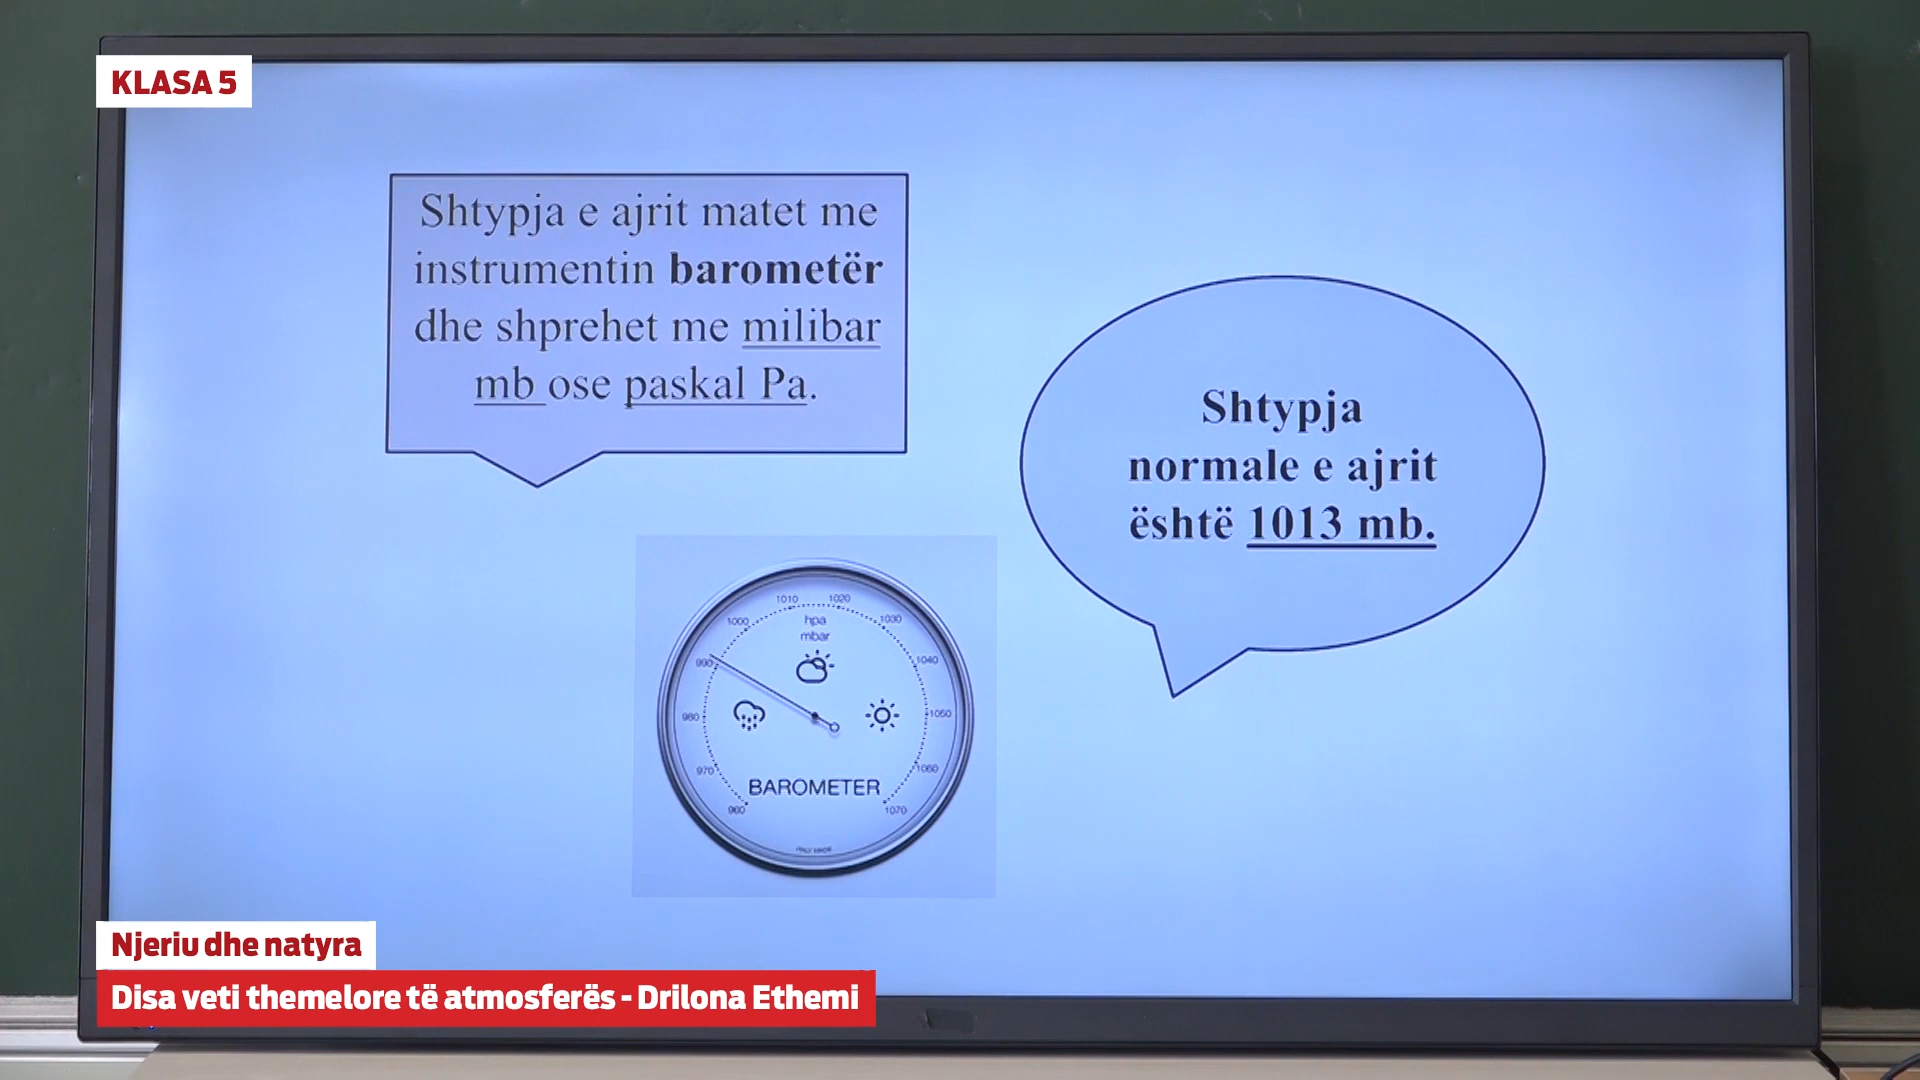 KLASA 5
Shtypja e ajrit matet me
instrumentin barometër
dhe shprehet me milibar
mb ose paskal Pa.
Shtypja
normale e ajrit
është 1013 mb.
1010
1020
1000
hpa
1030
mbar
990
1040
980
1050
970
1060
BAROMETER
960
1070
Njeriu dhe natyra
Disa veti themelore të atmosferës - Drilona Ethemi